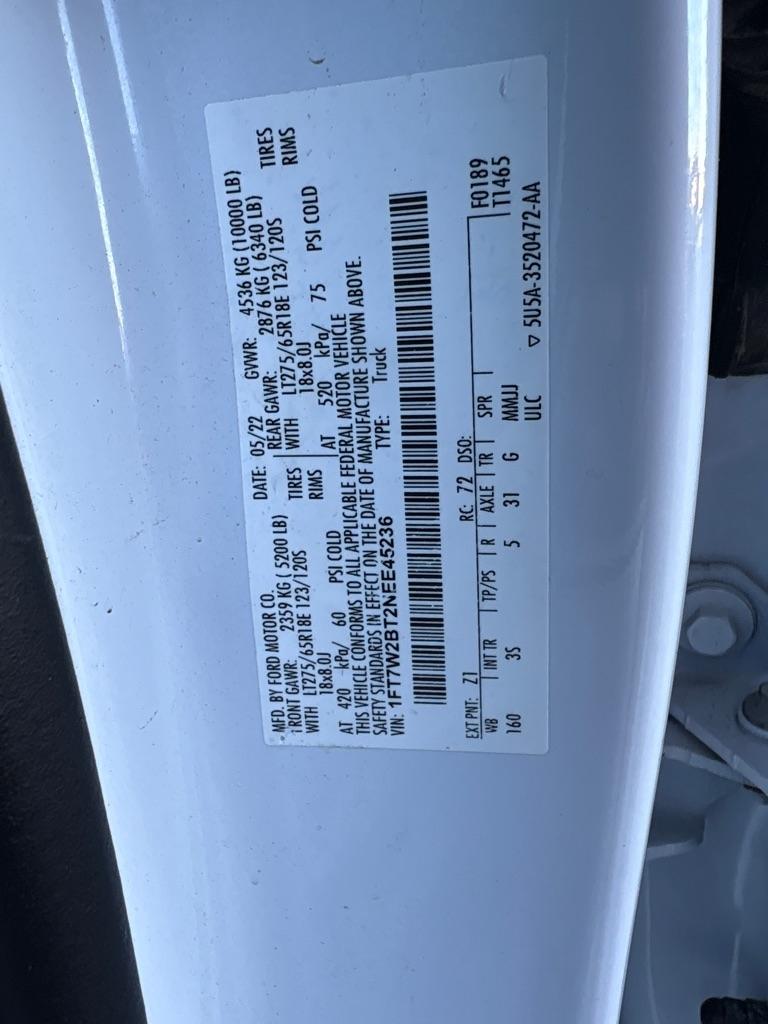 MFD. BY FORD MOTOR CO. DATE: 05/22 GVWR: 4536 KG (10000 LB)
FRONT GAWR: 2359 KG ( 5200 LB) REAR GAWR: 2876 KG ( 6340 LB)
WITH LT275/65R18E 123/120S TIRES WITH LT275/65R18E 123/120S TIRES
18x8.0J RIMS 18x8.0J RIMS
AT 420 kPa/ 60 PSI COLD AT 520 kPa/ 75 PSI COLD
THIS VEHICLE CONFORMS TO ALL APPLICABLE FEDERAL MOTOR VEHICLE
SAFETY STANDARDS IN EFFECT ON THE DATE OF MANUFACTURE SHOWN ABOVE.
VIN: 1FT7W2BT2NEE45236 TYPE: Truck
EXT PNT: Z1 RC: 72 DSO: F0189
WB INT TR TP/PS R AXLE TR SPR T1465
160 3S 5 31 G MMJJ
ULC ▽ 5U5A-3520472-AA